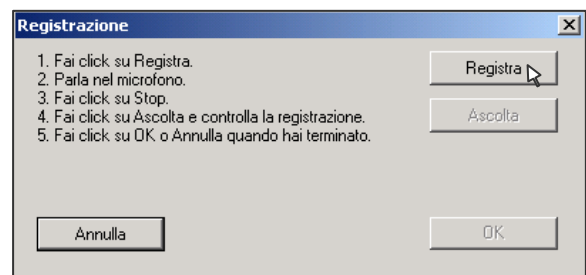 Registrazione
1. Fai click su Registra.
2. Parla nel microfono.
3. Fai click su Stop.
4. Fai click su Ascolta e controlla la registrazione.
5. Fai click su OK o Annulla quando hai terminato.
Registra
Ascolta
Annulla
OK